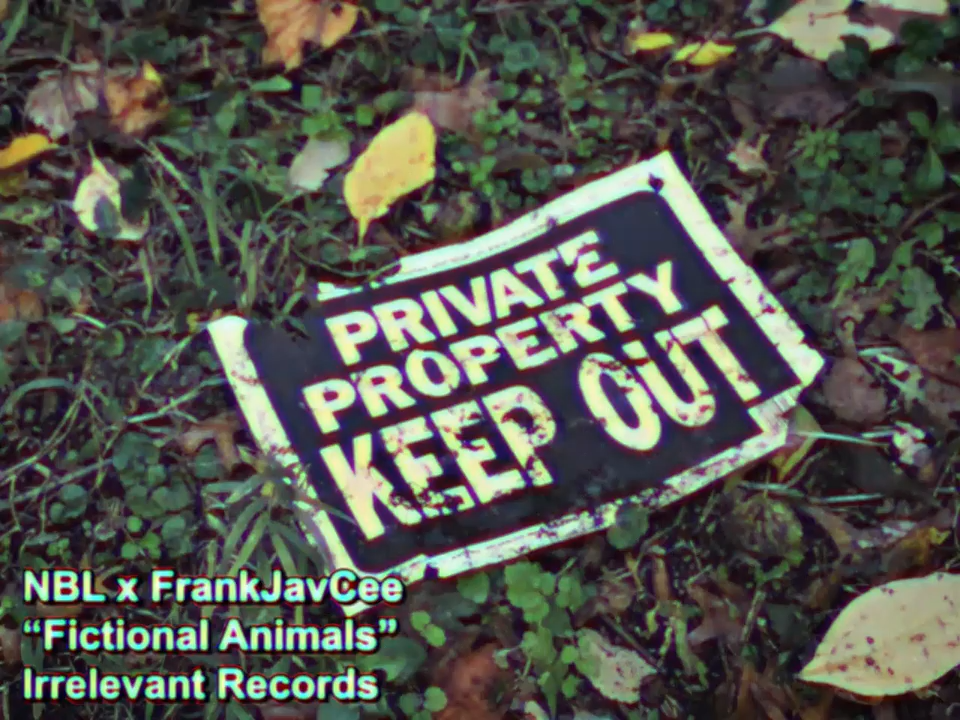 PRIVATE
PROPERTY
KEEP OUT
NBL x FrankJavCee
“Fictional Animals”
Irrelevant Records